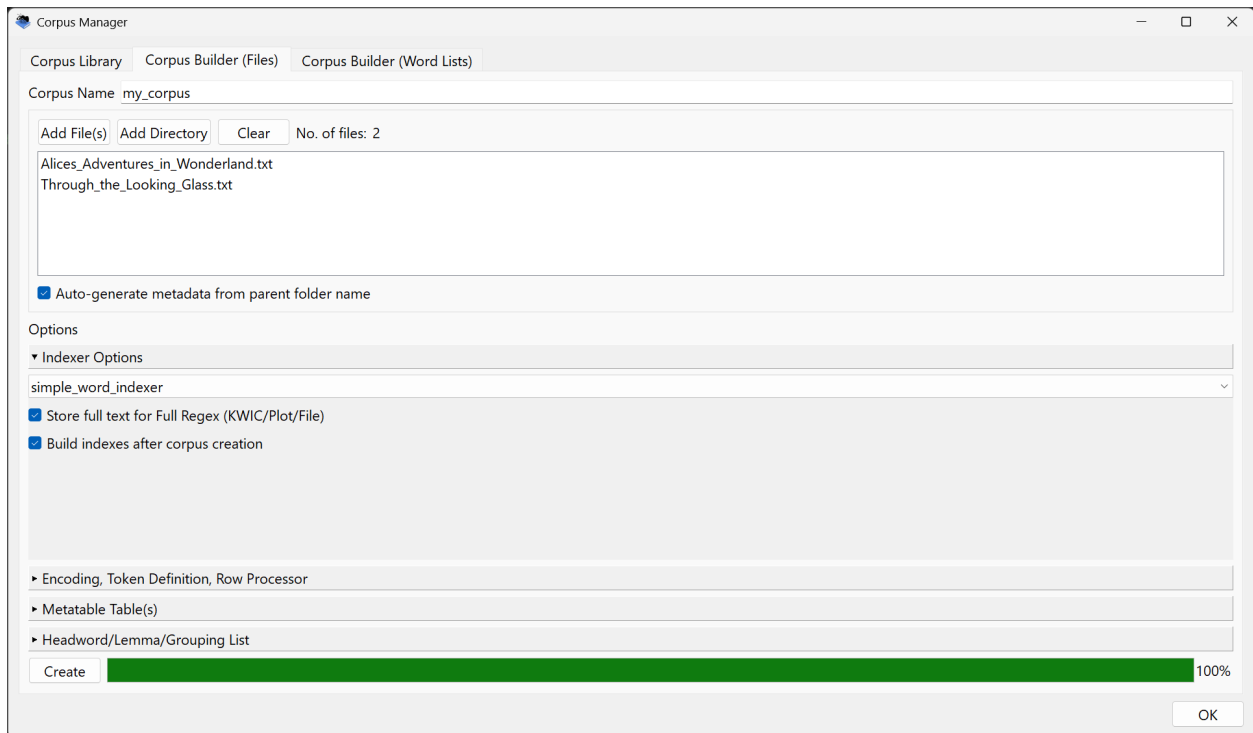 Corpus Manager
Corpus Library Corpus Builder (Files) Corpus Builder (Word Lists)
Corpus Name my_corpus
Add File(s) Add Directory Clear No. of files: 2
Alices_Adventures_in_Wonderland.txt
Through_the_Looking_Glass.txt
Auto-generate metadata from parent folder name
Options
Indexer Options
simple_word_indexer
Store full text for Full Regex (KWIC/Plot/File)
Build indexes after corpus creation
Encoding, Token Definition, Row Processor
Metatable Table(s)
Headword/Lemma/Grouping List
Create 100%
OK